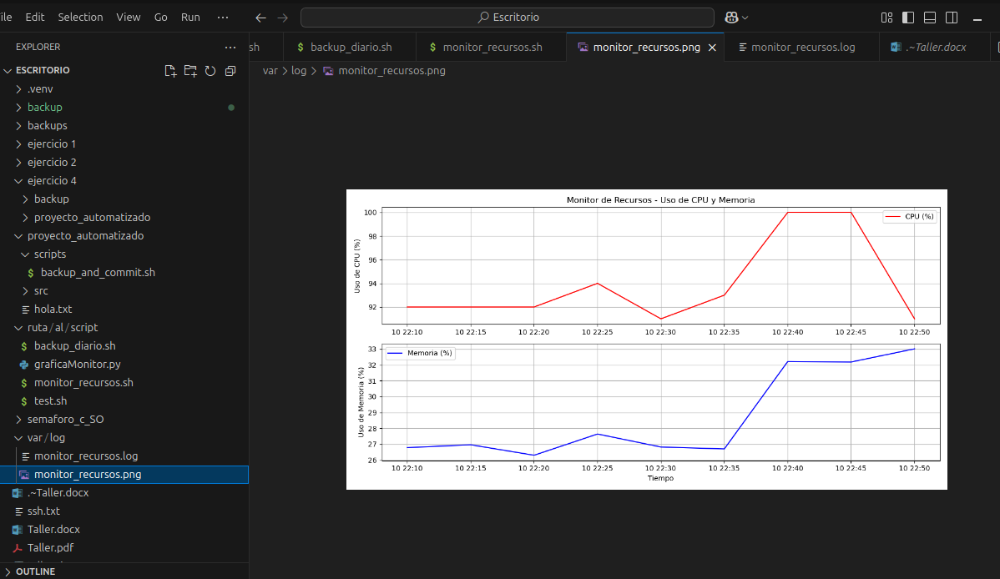 ile Edit Selection View Go Run ···
Escritorio
EXPLORER ···
sh
$ backup_diario.sh
$ monitor_recursos.sh
monitor_recursos.png
monitor_recursos.log
.~Taller.docx
var > log > monitor_recursos.png
ESCRITORIO
.venv
backup
backups
ejercicio 1
ejercicio 2
ejercicio 4
backup
proyecto_automatizado
proyecto_automatizado
scripts
$ backup_and_commit.sh
src
hola.txt
ruta/al/script
$ backup_diario.sh
graficaMonitor.py
$ monitor_recursos.sh
$ test.sh
semaforo_c_SO
var/log
monitor_recursos.log
monitor_recursos.png
.~Taller.docx
ssh.txt
Taller.docx
Taller.pdf
OUTLINE
Monitor de Recursos - Uso de CPU y Memoria
CPU (%)
Uso de CPU (%)
100
98
96
94
92
10 22:10 10 22:15 10 22:20 10 22:25 10 22:30 10 22:35 10 22:40 10 22:45 10 22:50
Memoria (%)
Uso de Memoria (%)
33
32
31
30
29
28
27
26
10 22:10 10 22:15 10 22:20 10 22:25 10 22:30 10 22:35 10 22:40 10 22:45 10 22:50
Tiempo